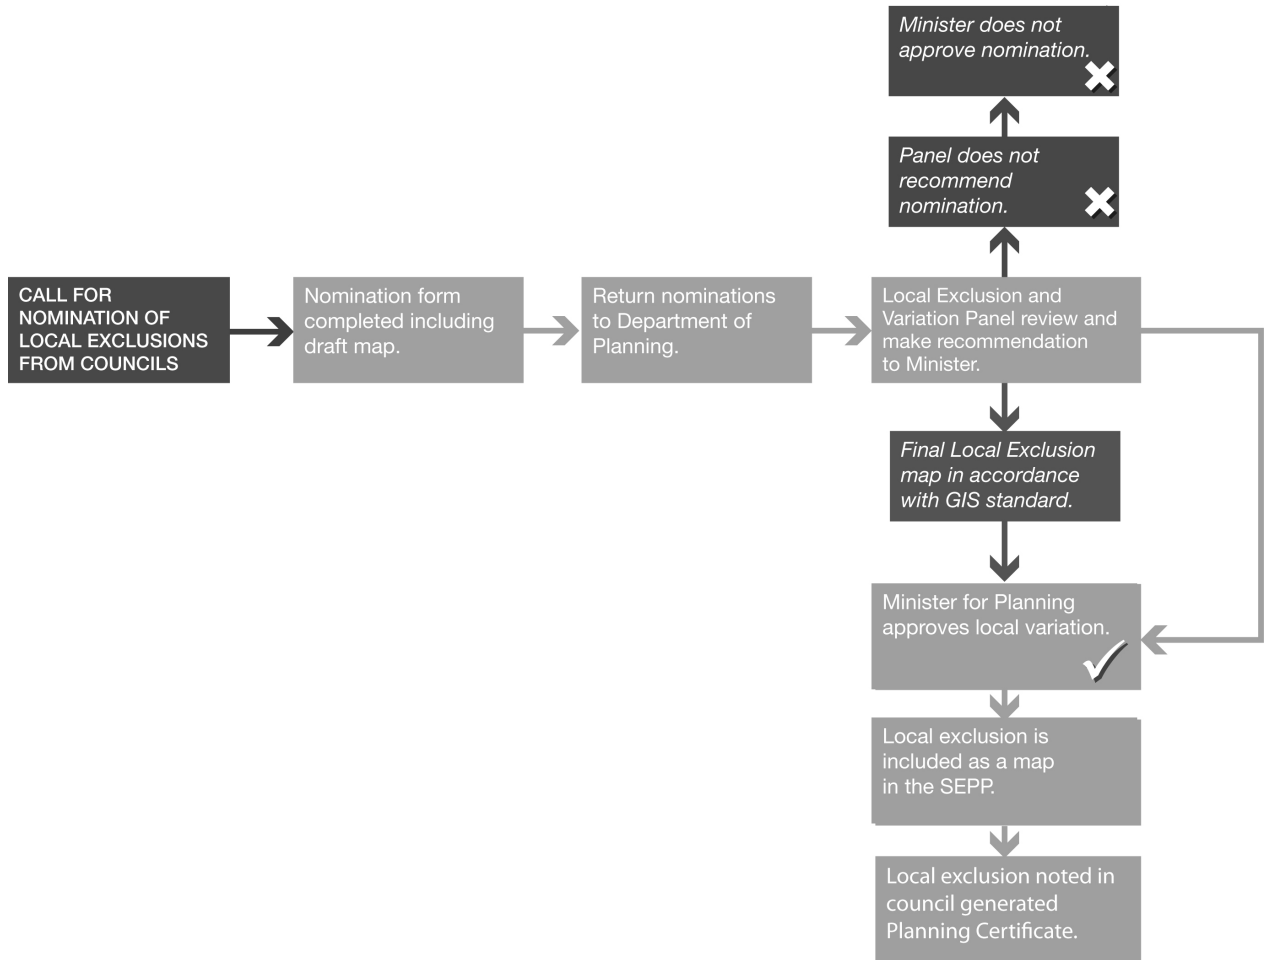 Minister does not
approve nomination.
Panel does not
recommend
nomination.
CALL FOR
NOMINATION OF
LOCAL EXCLUSIONS
FROM COUNCILS
Nomination form
completed including
draft map.
Return nominations
to Department of
Planning.
Local Exclusion and
Variation Panel review and
make recommendation
to Minister.
Final Local Exclusion
map in accordance
with GIS standard.
Minister for Planning
approves local variation.
Local exclusion is
included as a map
in the SEPP.
Local exclusion noted in
council generated
Planning Certificate.